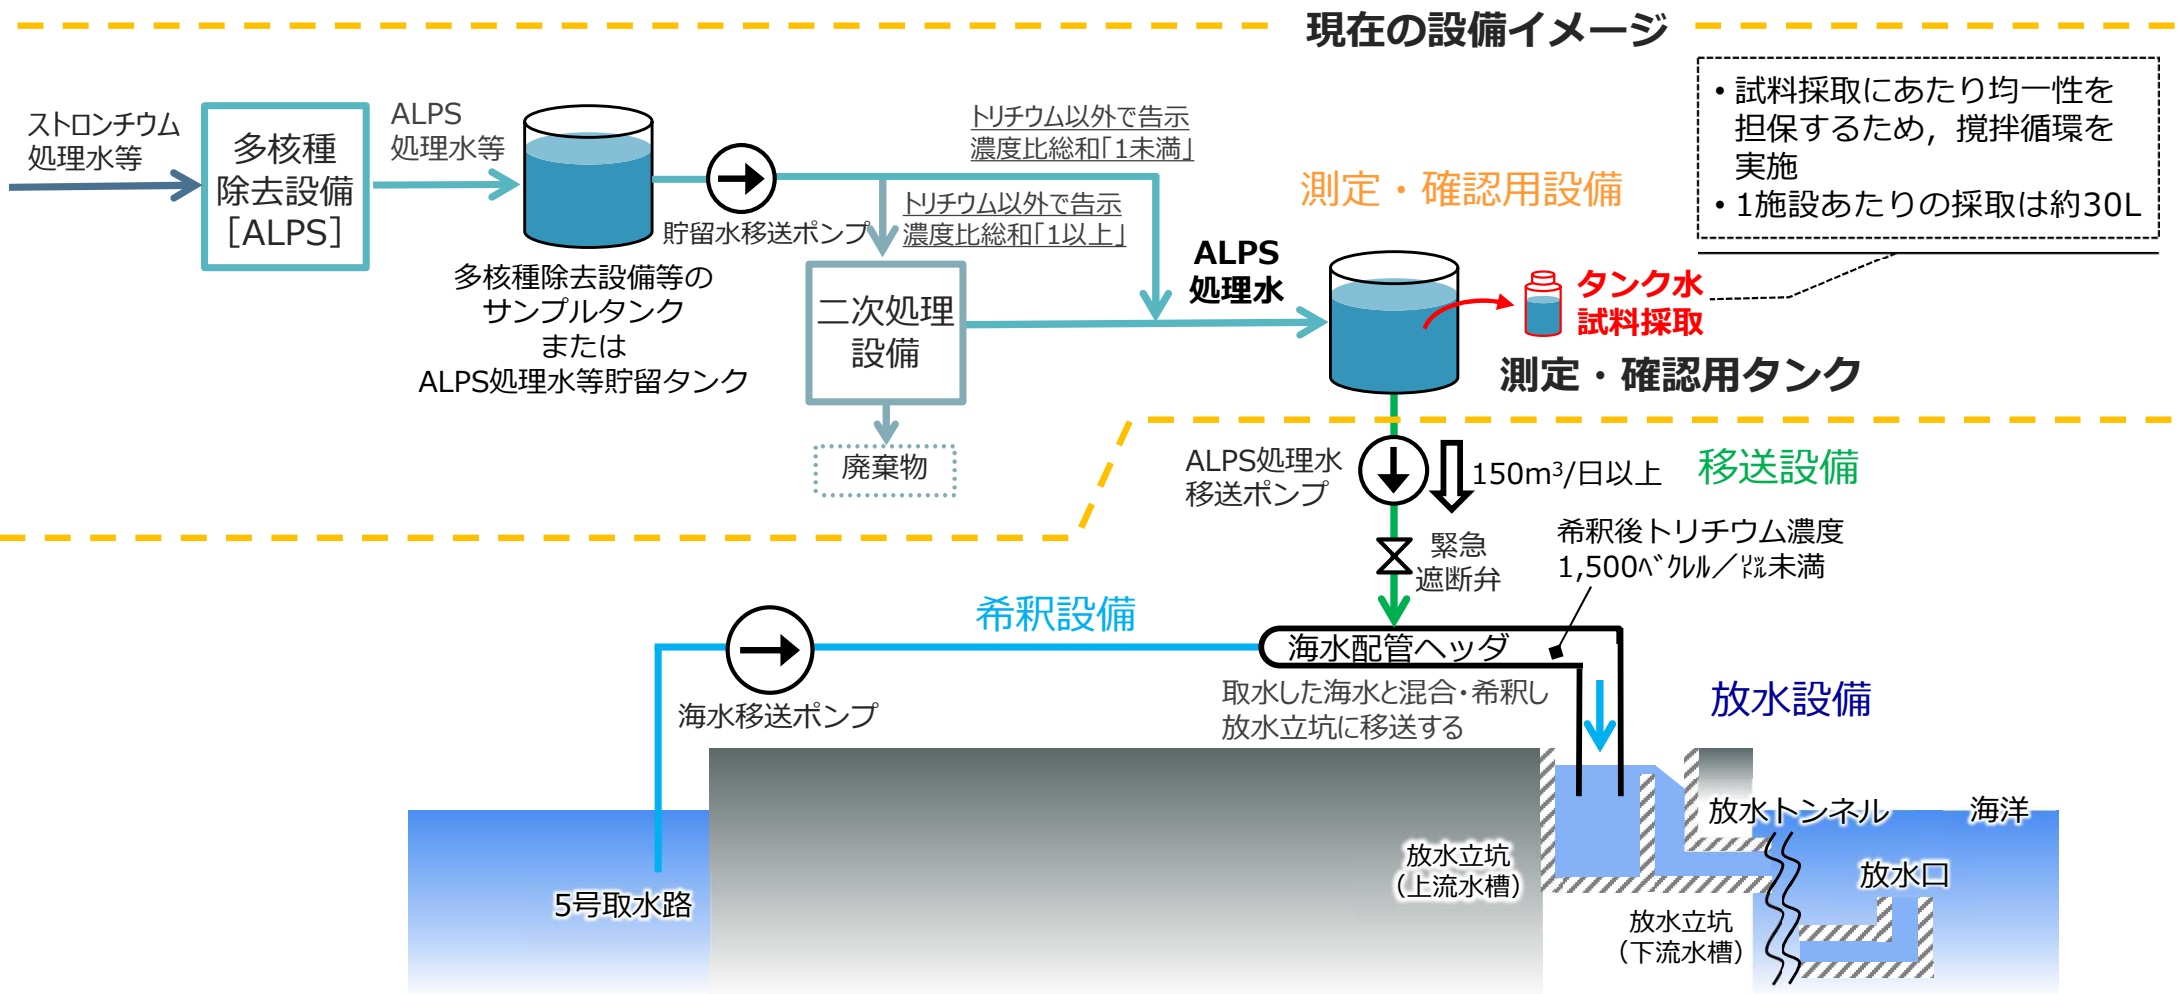 現在の設備イメージ
・試料採取にあたり均一性を
担保するため，撹拌循環を
実施
・1施設あたりの採取は約30L
ストロンチウム
処理水等
多核種
除去設備
［ALPS］
ALPS
処理水等
多核種除去設備等の
サンプルタンク
または
ALPS処理水等貯留タンク
貯留水移送ポンプ
トリチウム以外で告示
濃度比総和｢1未満｣
トリチウム以外で告示
濃度比総和｢1以上｣
二次処理
設備
廃棄物
ALPS
処理水
測定・確認用設備
タンク水
試料採取
測定・確認用タンク
ALPS処理水
移送ポンプ
150m³/日以上
移送設備
緊急
遮断弁
希釈後トリチウム濃度
1,500ﾍﾞｸﾚﾙ／㍑未満
希釈設備
海水移送ポンプ
海水配管ヘッダ
取水した海水と混合･希釈し
放水立坑に移送する
放水設備
5号取水路
放水立坑
（上流水槽）
放水トンネル
海洋
放水口
放水立坑
（下流水槽）